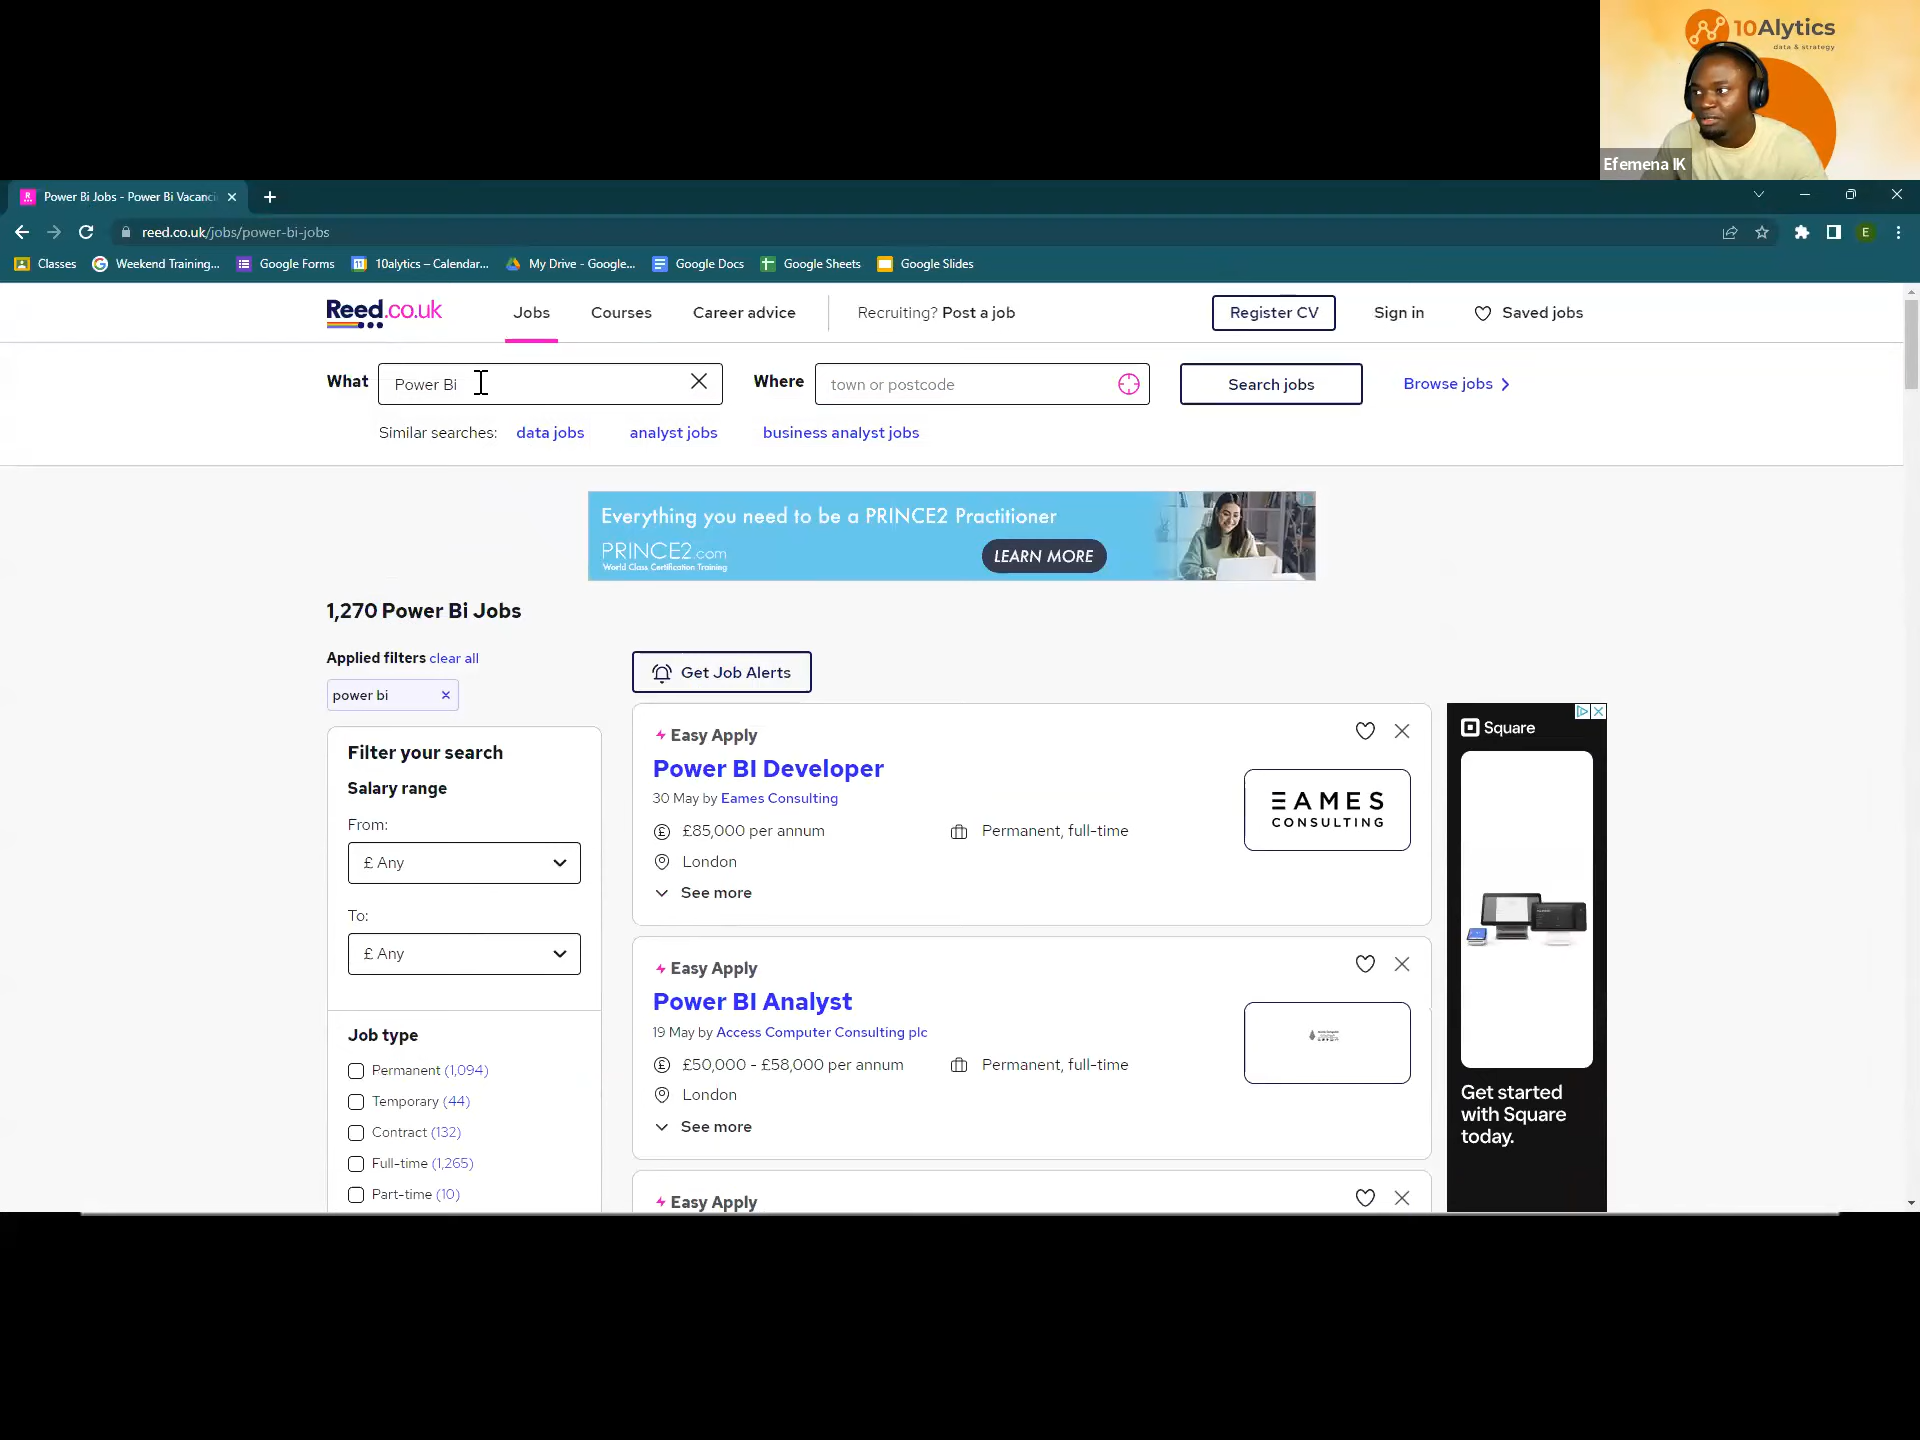 10Alytics
data & strategy
Efemena IK
Power Bi Jobs - Power Bi Vacanci
reed.co.uk/jobs/power-bi-jobs
E
Classes
Weekend Training...
Google Forms
10alytics – Calendar...
My Drive - Google...
Google Docs
Google Sheets
Google Slides
Reed.co.uk
Jobs
Courses
Career advice
Recruiting? Post a job
Register CV
Sign in
Saved jobs
What
Power Bi
Where
town or postcode
Search jobs
Browse jobs
Similar searches:
data jobs
analyst jobs
business analyst jobs
Everything you need to be a PRINCE2 Practitioner
PRINCE2.com
World Class Certification Training
LEARN MORE
1,270 Power Bi Jobs
Applied filters clear all
power bi
Get Job Alerts
Filter your search
Salary range
From:
£ Any
To:
£ Any
Job type
Permanent (1,094)
Temporary (44)
Contract (132)
Full-time (1,265)
Part-time (10)
Easy Apply
Power BI Developer
30 May by Eames Consulting
£85,000 per annum
Permanent, full-time
London
See more
EAMES
CONSULTING
Easy Apply
Power BI Analyst
19 May by Access Computer Consulting plc
£50,000 - £58,000 per annum
Permanent, full-time
London
See more
Easy Apply
Square
Get started
with Square
today.